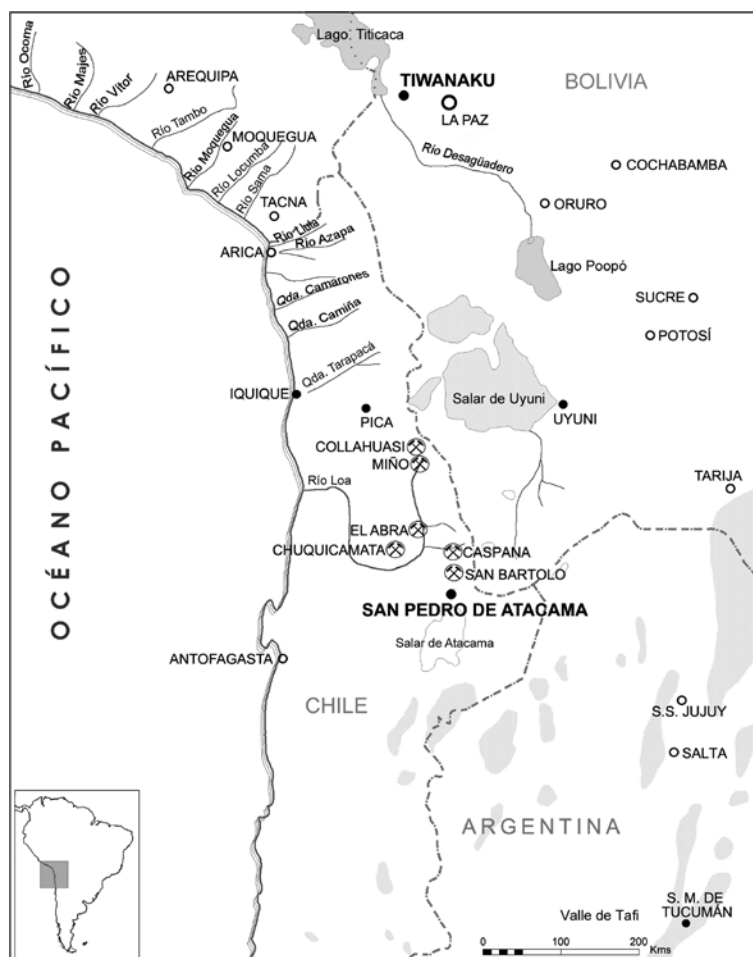 Lago Titicaca
Río Ocoma
Río Majes
Río Vítor
AREQUIPA
TIWANAKU
BOLIVIA
LA PAZ
Río Tambo
Río Moquegua
MOQUEGUA
Río Locumba
Río Sama
Río Desagüadero
COCHABAMBA
TACNA
ORURO
Río Lluta
Río Azapa
ARICA
Lago Poopó
Qda. Camarones
SUCRE
Qda. Camiña
POTOSÍ
OCÉANO PACÍFICO
Qda. Tarapacá
IQUIQUE
Salar de Uyuni
PICA
UYUNI
COLLAHUASI
MIÑO
Río Loa
TARIJA
EL ABRA
CHUQUICAMATA
CASPANA
SAN BARTOLO
SAN PEDRO DE ATACAMA
Salar de Atacama
ANTOFAGASTA
CHILE
S.S. JUJUY
SALTA
ARGENTINA
S. M. DE
TUCUMÁN
Valle de Tafi
0 100 200
Kms